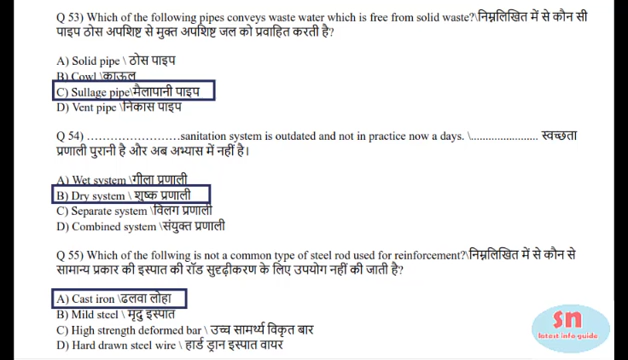 Q 53) Which of the following pipes conveys waste water which is free from solid waste?\निम्नलिखित में से कौन सी
पाइप ठोस अपशिष्ट से मुक्त अपशिष्ट जल को प्रवाहित करती है?
A) Solid pipe \ ठोस पाइप
B) Cowl \काऊल
C) Sullage pipe\मैलापानी पाइप
D) Vent pipe \निकास पाइप
Q 54) ........................sanitation system is outdated and not in practice now a days. \....................... स्वच्छता
प्रणाली पुरानी है और अब अभ्यास में नहीं है।
A) Wet system \गीला प्रणाली
B) Dry system \ शुष्क प्रणाली
C) Separate system \विलग प्रणाली
D) Combined system \संयुक्त प्रणाली
Q 55) Which of the follwing is not a common type of steel rod used for reinforcement?\निम्नलिखित में से
सामान्य प्रकार की इस्पात की रॉड सुदृढ़ीकरण के लिए उपयोग नहीं की जाती है?
A) Cast iron \ढलवा लोहा
B) Mild steel \ मृदु इस्पात
C) High strength deformed bar \ उच्च सामर्थ्य विकृत बार
D) Hard drawn steel wire \ हार्ड ड्रान इस्पात वायर
sn
latest info guide